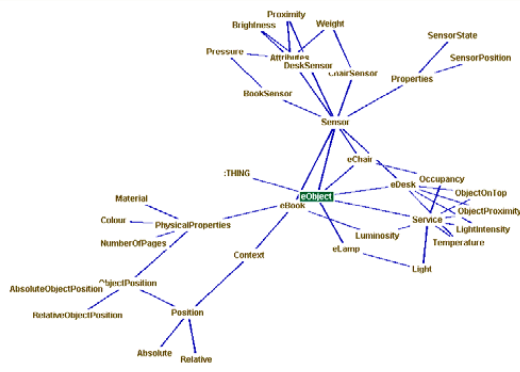 Proximity
Brightness
Weight
SensorState
Pressure
Attributes
SensorPosition
DeskSensor
ChairSensor
Properties
BookSensor
Sensor
eChair
:THING
Occupancy
eDesk
ObjectOnTop
Material
eObject
eBook
ObjectProximity
Colour
PhysicalProperties
Service
LightIntensity
NumberOfPages
Luminosity
Temperature
eLamp
Context
Light
ObjectPosition
AbsoluteObjectPosition
RelativeObjectPosition
Position
Absolute
Relative